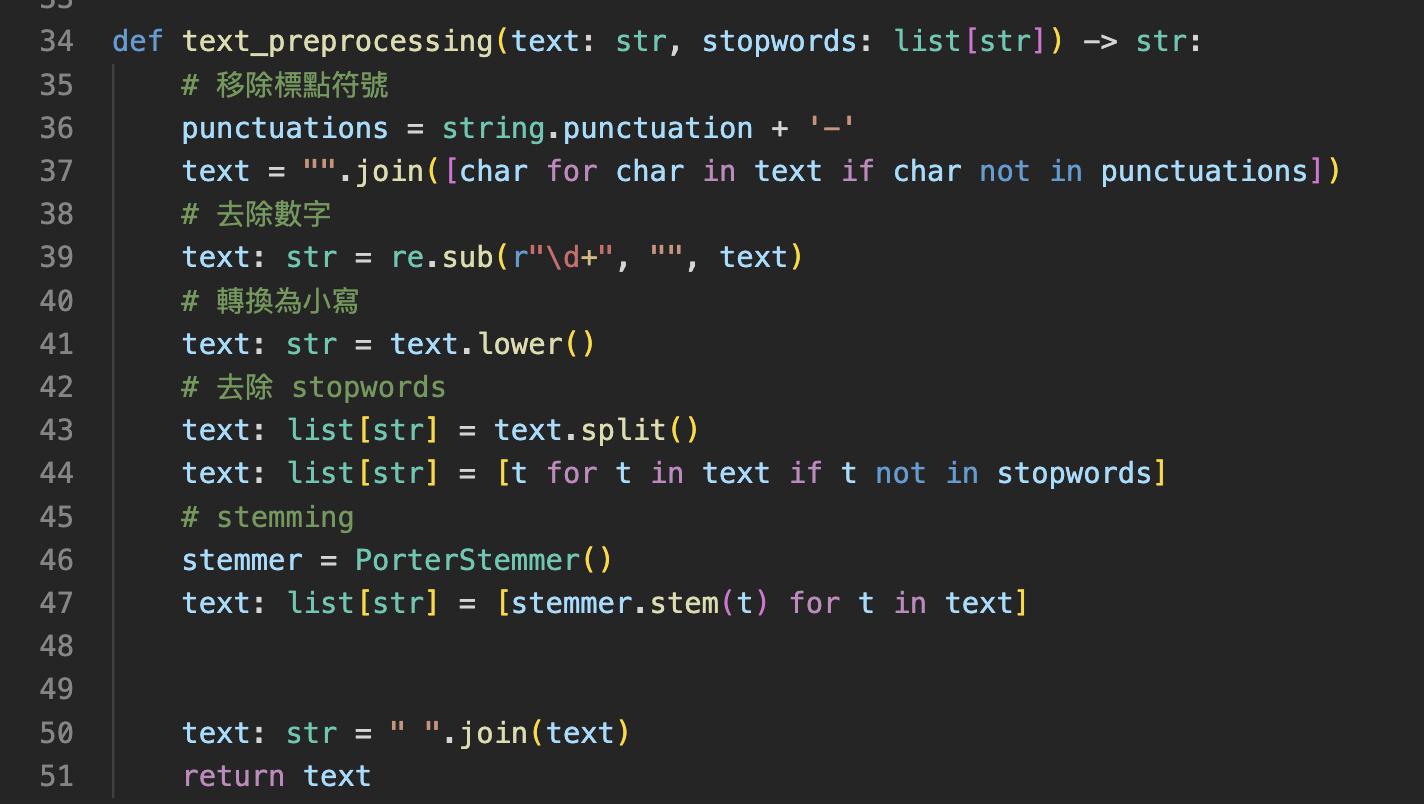 34 def text_preprocessing(text: str, stopwords: list[str]) -> str:
35     # 移除標點符號
36     punctuations = string.punctuation + '–'
37     text = "".join([char for char in text if char not in punctuations])
38     # 去除數字
39     text: str = re.sub(r"\d+", "", text)
40     # 轉換為小寫
41     text: str = text.lower()
42     # 去除 stopwords
43     text: list[str] = text.split()
44     text: list[str] = [t for t in text if t not in stopwords]
45     # stemming
46     stemmer = PorterStemmer()
47     text: list[str] = [stemmer.stem(t) for t in text]
48
49
50     text: str = " ".join(text)
51     return text